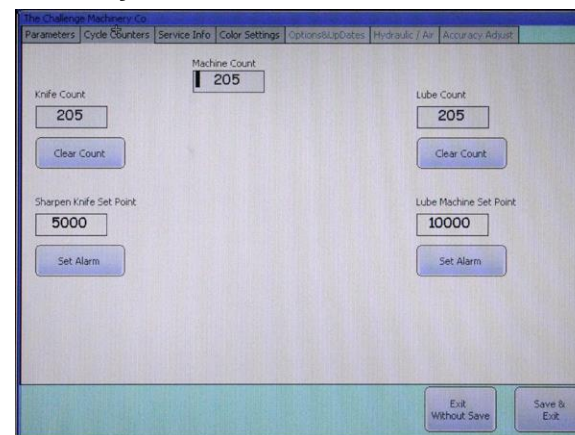 The Challenge Machinery Co
Parameters Cycle Counters Service Info Color Settings Options&UpDates Hydraulic / Air Accuracy Adjust
Machine Count
205
Knife Count
205
Clear Count
Lube Count
205
Clear Count
Sharpen Knife Set Point
5000
Set Alarm
Lube Machine Set Point
10000
Set Alarm
Exit
Without Save
Save &
Exit